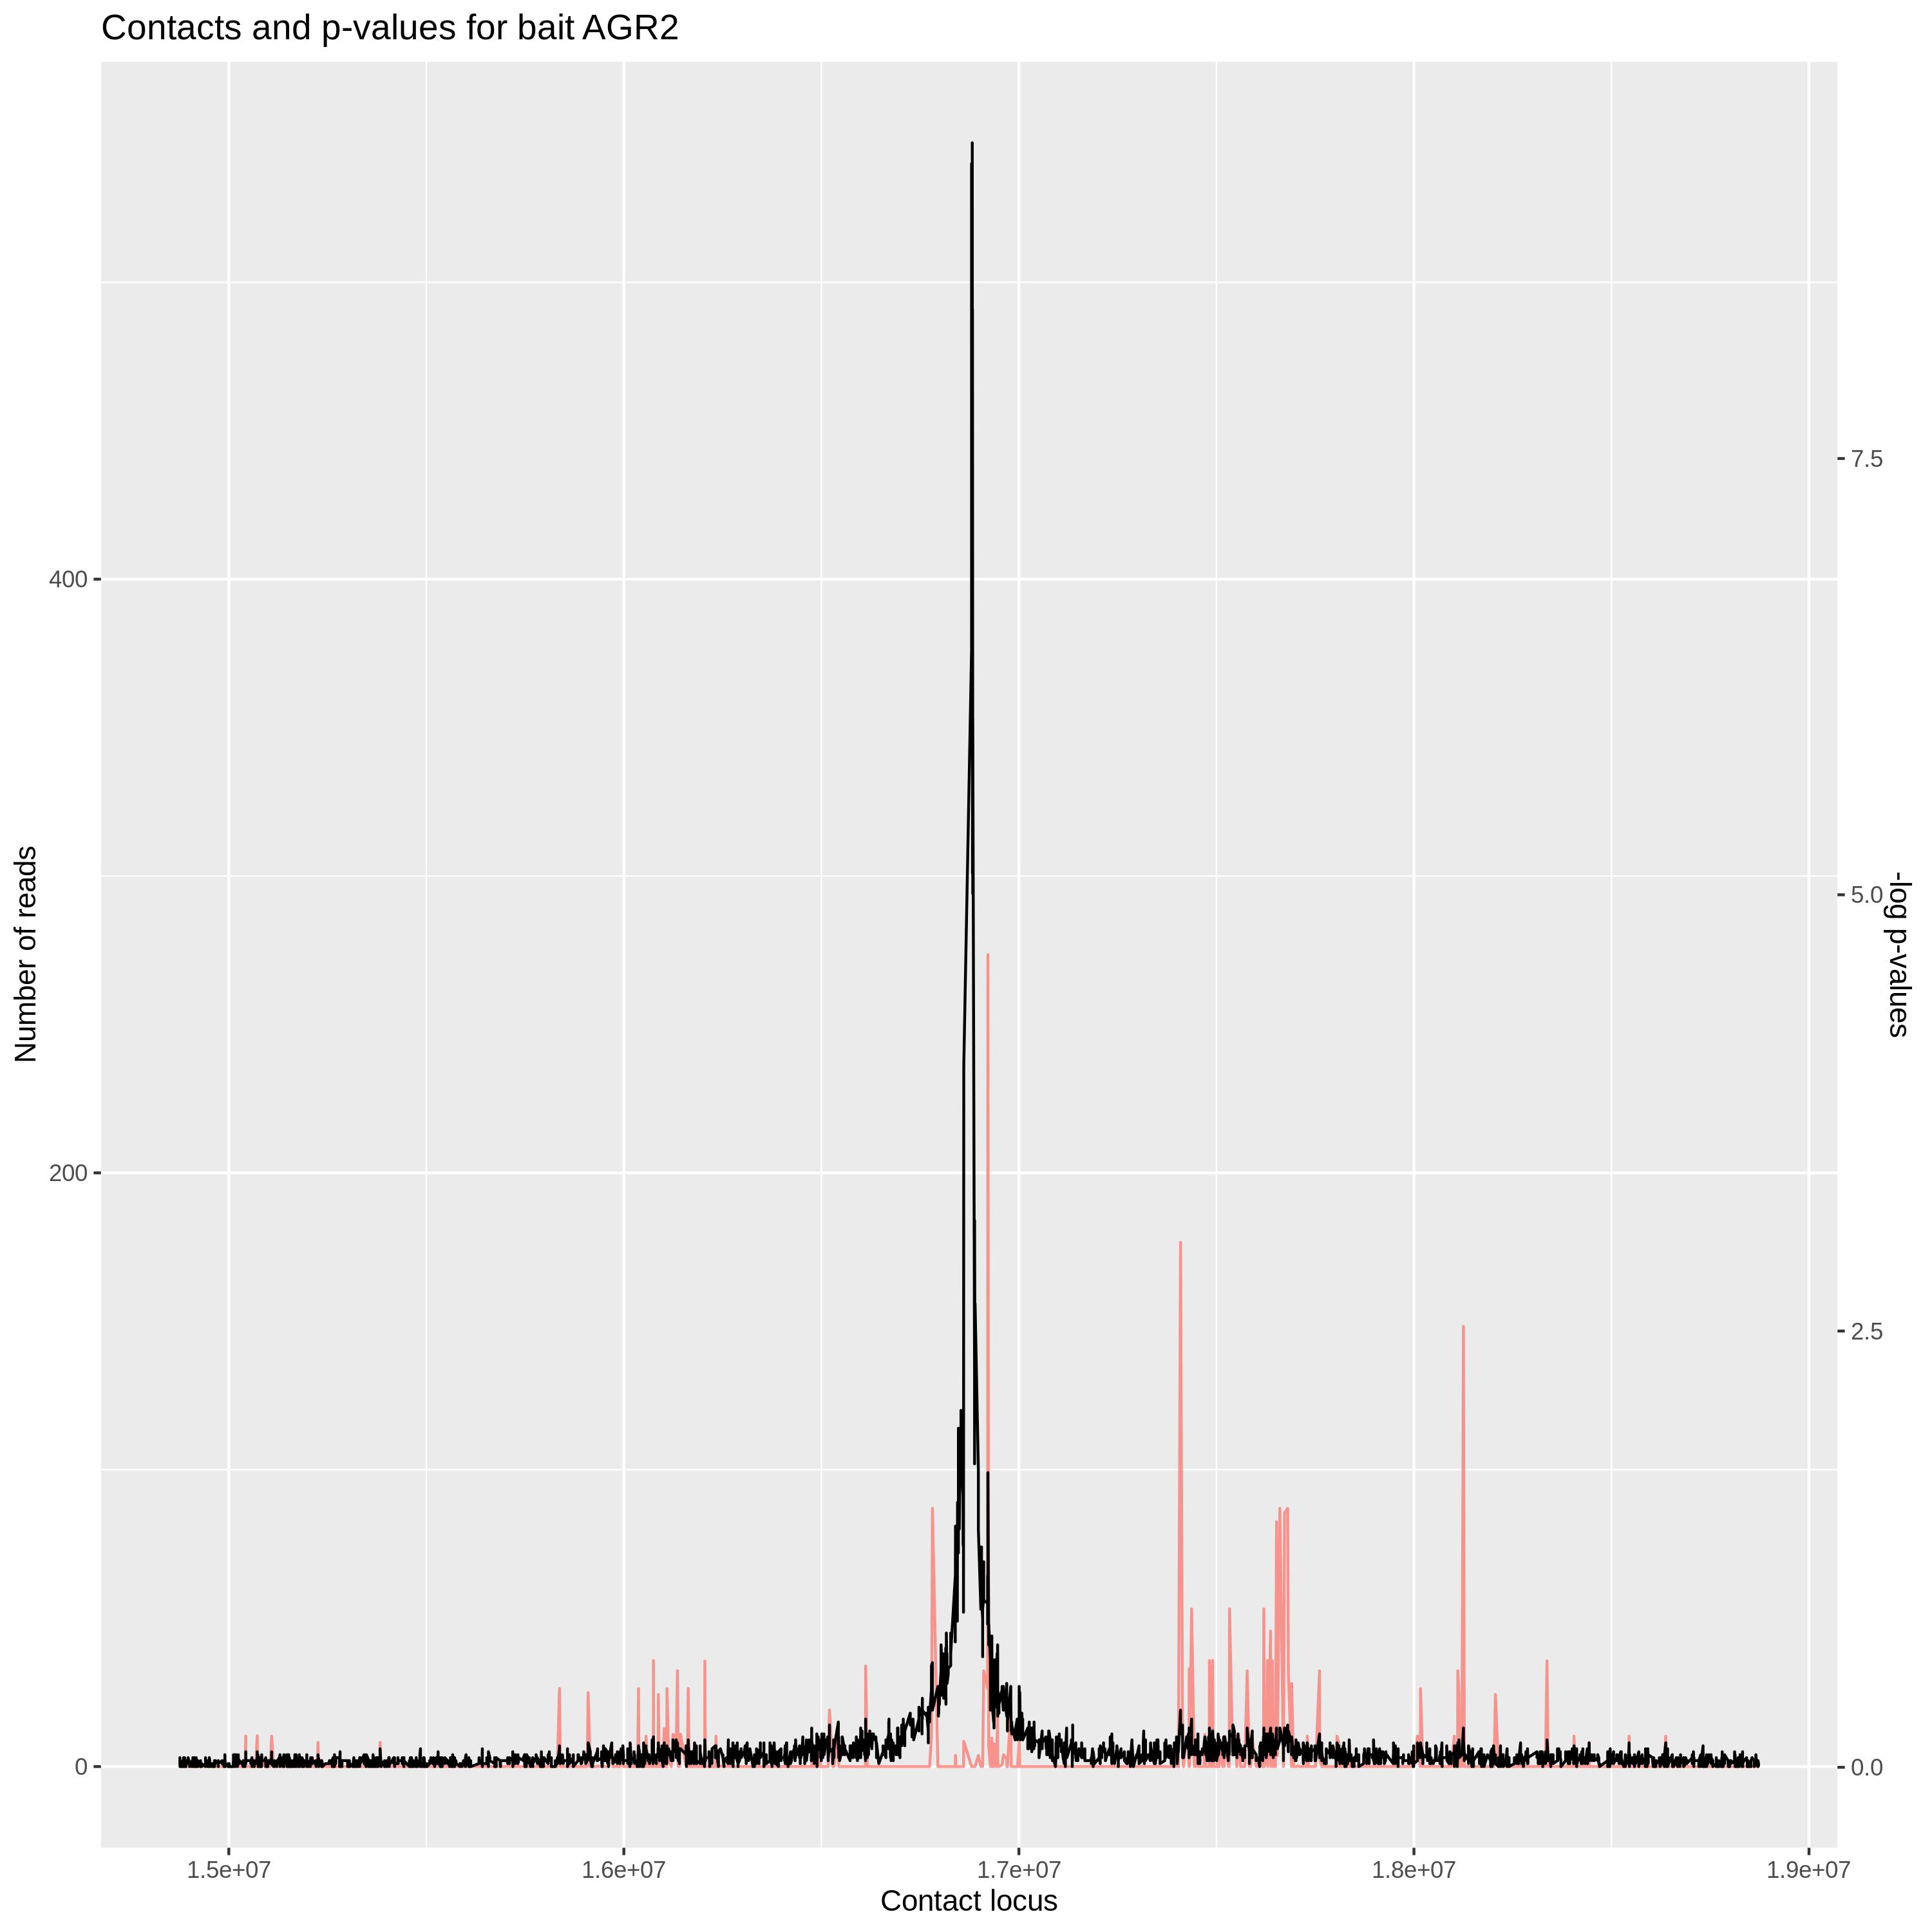 Contacts and p-values for bait AGR2
Number of reads
400
200
0
7.5
5.0
2.5
0.0
-log p-values
1.5e+07
1.6e+07
1.7e+07
1.8e+07
1.9e+07
Contact locus